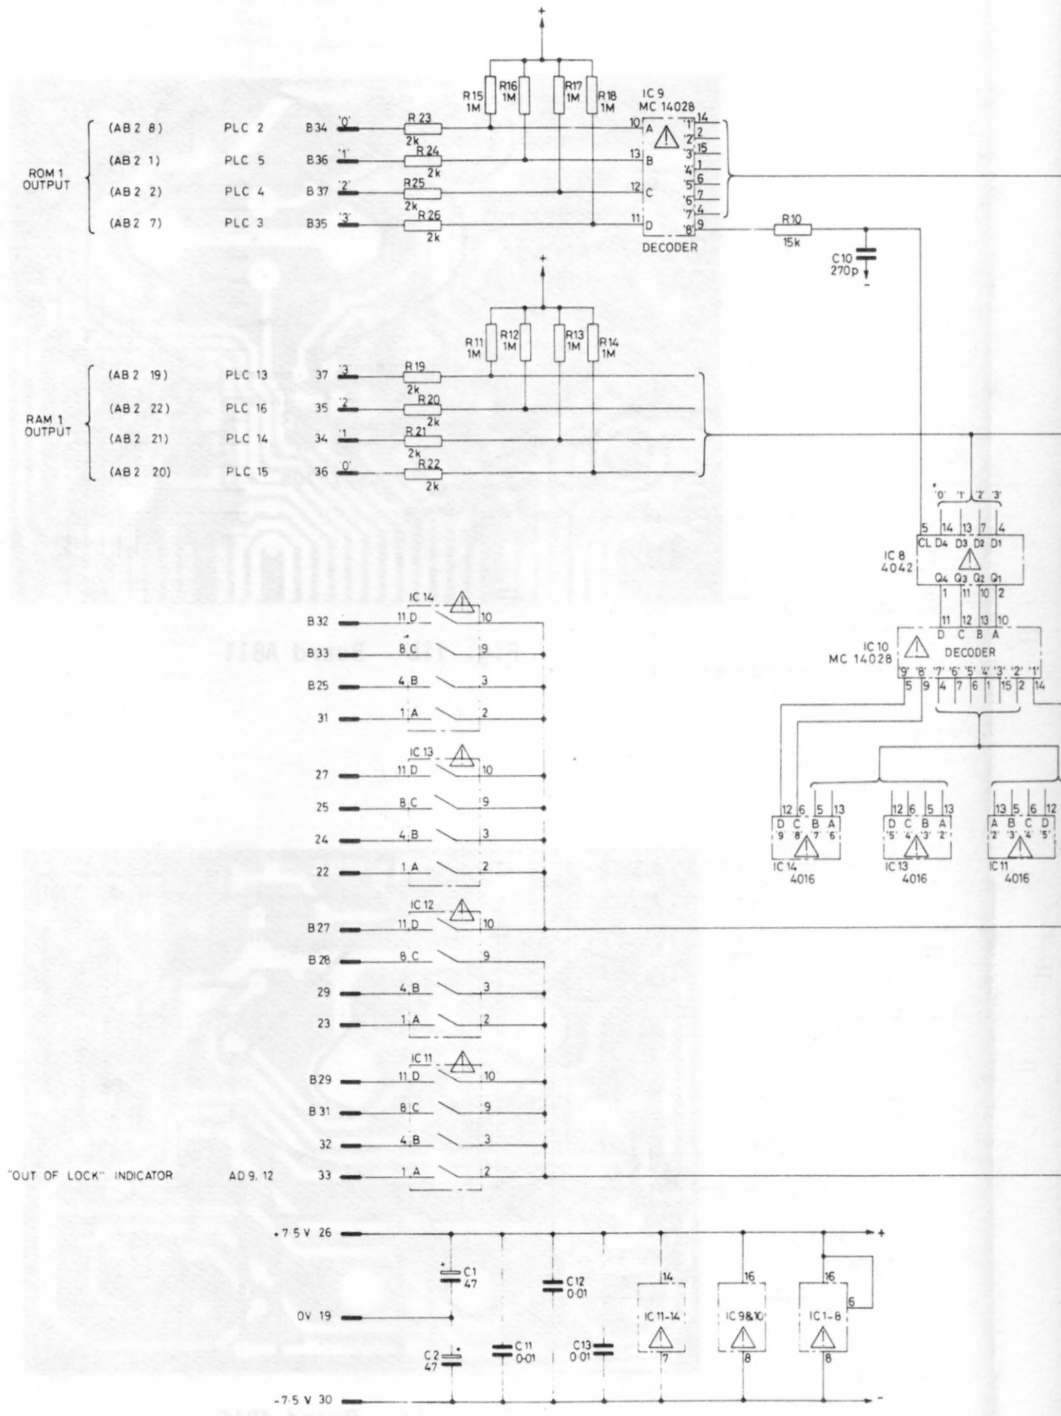 +
R15 1M R16 1M R17 1M R18 1M
IC 9
MC 14028
ROM 1 OUTPUT
(AB2 8) PLC 2 B34 '0' R 23 2k 10 A '1' 14
'2' 2
(AB2 1) PLC 5 B36 '1' R 24 2k 13 B '3' 15
'4' 1
(AB2 2) PLC 4 B37 '2' R25 2k 12 C '5' 6
'6' 7
(AB2 7) PLC 3 B35 '3' R 26 2k 11 D '7' 4
'8' 9
DECODER
R10 15k
C10 270p
-
+
R11 1M R12 1M R13 1M R14 1M
RAM 1 OUTPUT
(AB2 19) PLC 13 37 '3' R19 2k
(AB2 22) PLC 16 35 '2' R20 2k
(AB2 21) PLC 14 34 '1 R21 2k
(AB2 20) PLC 15 36 '0' R22 2k
'0' '1' '2' '3'
5 14 13 7 4
CL D4 D3 D2 D1
IC 8
4042
Q4 Q3 Q2 Q1
1 11 10 2
11 12 13 10
D C B A
IC 10
MC 14028
DECODER
'9' '8' '7' '6' '5' '4' '3' '2' '1'
5 9 4 7 6 1 15 2 14
12 6 5 13
D C B A
9' '8' '7' 6'
IC 14
4016
12 6 5 13
D C B A
'5' '4' '3' '2'
IC 13
4016
13 5 6 12
A B C D
'2' '3' '4' '5'
IC 11
4016
IC 14
B32 11 D 10
B33 8 C 9
B25 4 B 3
31 1 A 2
IC 13
27 11 D 10
25 8 C 9
24 4 B 3
22 1 A 2
IC 12
B27 11 D 10
B28 8 C 9
29 4 B 3
23 1 A 2
IC 11
B29 11 D 10
B31 8 C 9
32 4 B 3
"OUT OF LOCK" INDICATOR AD 9, 12 33 1 A 2
+7·5 V 26 +
C1 47
C12 0·01
14 16 16
6
0V 19
IC 11-14 IC 9&10 IC 1-8
C2 47
C11 0·01
C13 0·01
7 8 8
-7·5 V 30 -
Board AB11